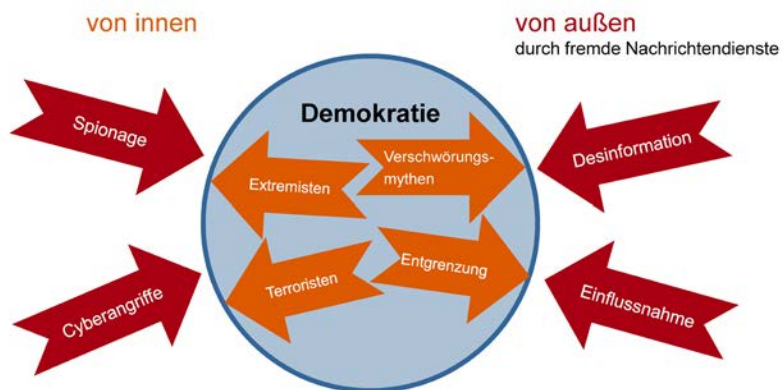 von innen
von außen
durch fremde Nachrichtendienste
Spionage
Demokratie
Desinformation
Extremisten
Verschwörungs-
mythen
Terroristen
Entgrenzung
Cyberangriffe
Einflussnahme